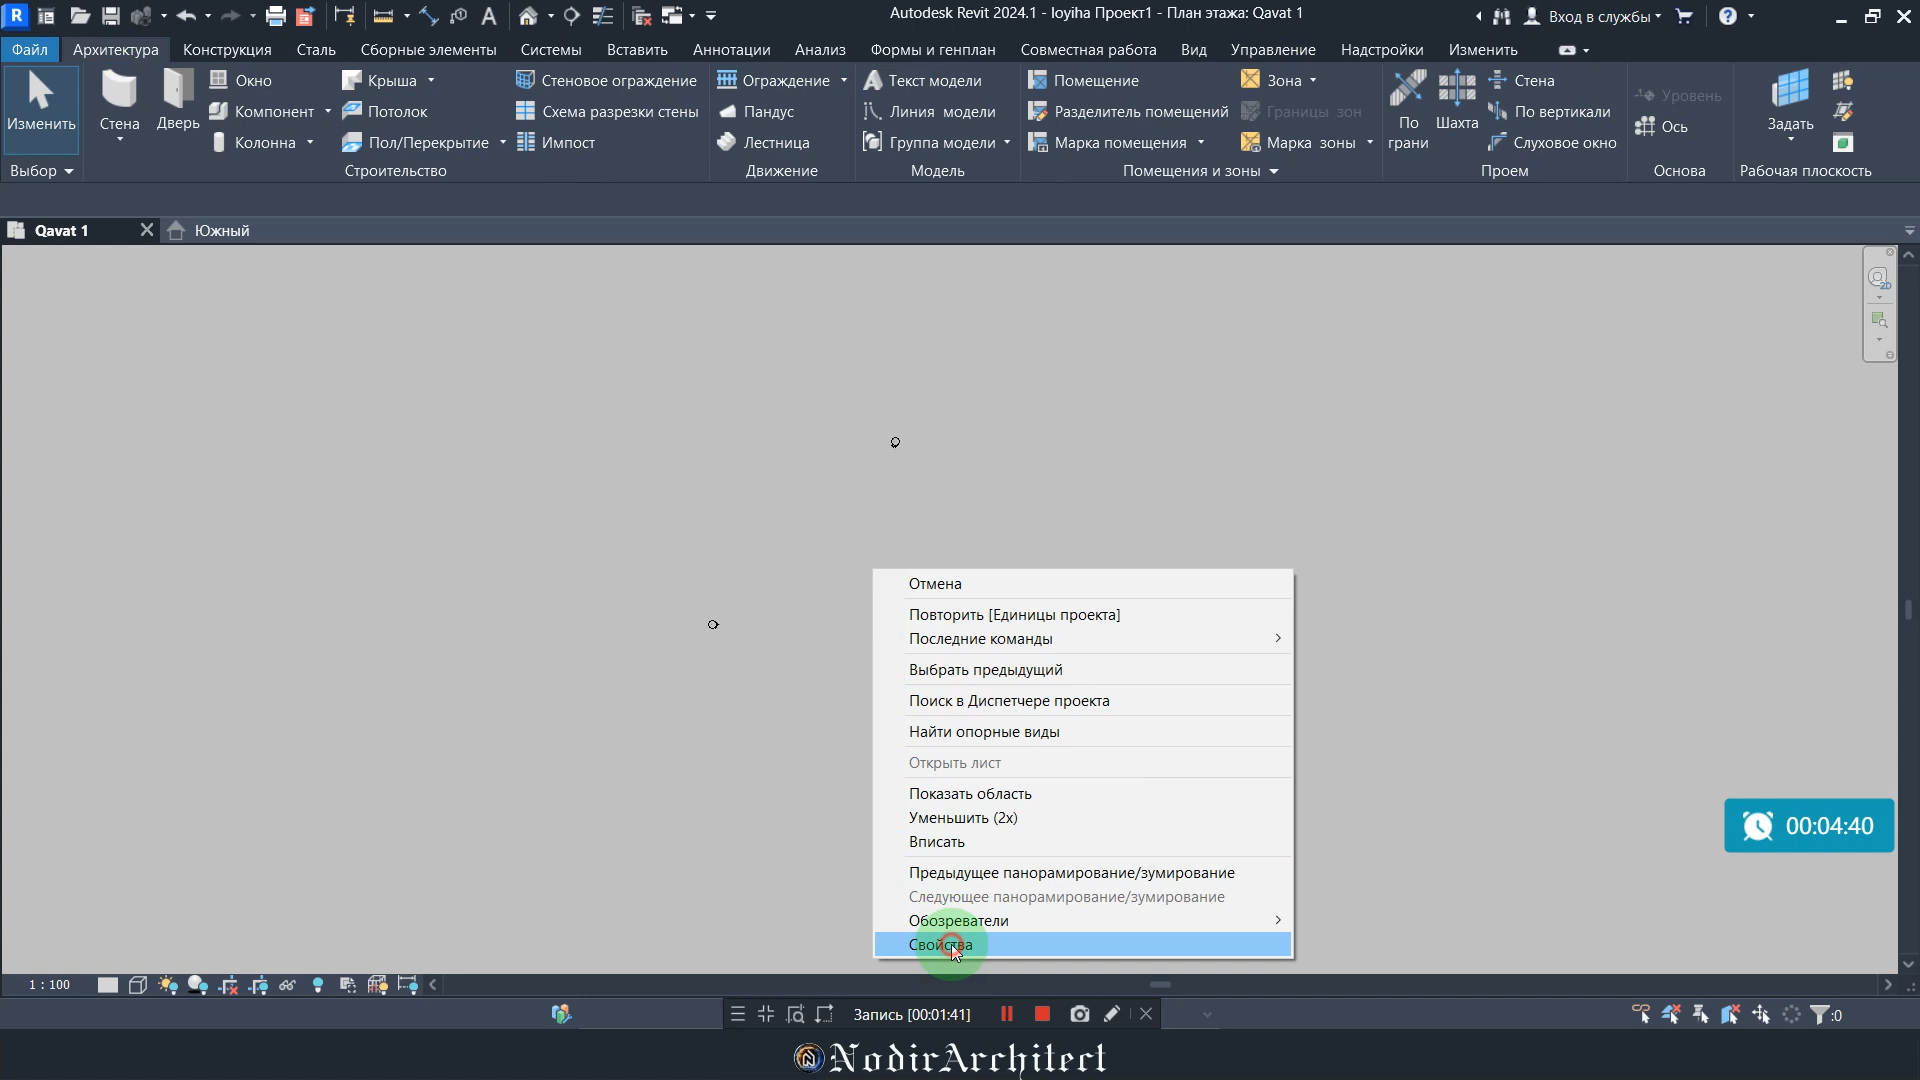 Autodesk Revit 2024.1 - loyiha Проект1 - План этажа: Qavat 1
Вход в службы
Файл Архитектура Конструкция Сталь Сборные элементы Системы Вставить Аннотации Анализ Формы и генплан Совместная работа Вид Управление Надстройки Изменить
Изменить
Выбор
Стена
Дверь
Окно
Компонент
Колонна
Крыша
Потолок
Пол/Перекрытие
Стеновое ограждение
Схема разрезки стены
Импост
Строительство
Ограждение
Пандус
Лестница
Движение
Текст модели
Линия модели
Группа модели
Модель
Помещение
Разделитель помещений
Марка помещения
Зона
Границы зон
Марка зоны
Помещения и зоны
По
грани
Шахта
Стена
По вертикали
Слуховое окно
Проем
Уровень
Ось
Основа
Задать
Рабочая плоскость
Qavat 1
Южный
2D
Отмена
Повторить [Единицы проекта]
Последние команды
Выбрать предыдущий
Поиск в Диспетчере проекта
Найти опорные виды
Открыть лист
Показать область
Уменьшить (2x)
Вписать
Предыдущее панорамирование/зумирование
Следующее панорамирование/зумирование
Обозреватели
Свойства
00:04:40
1 : 100
Запись [00:01:41]
:0
NodirArchitect